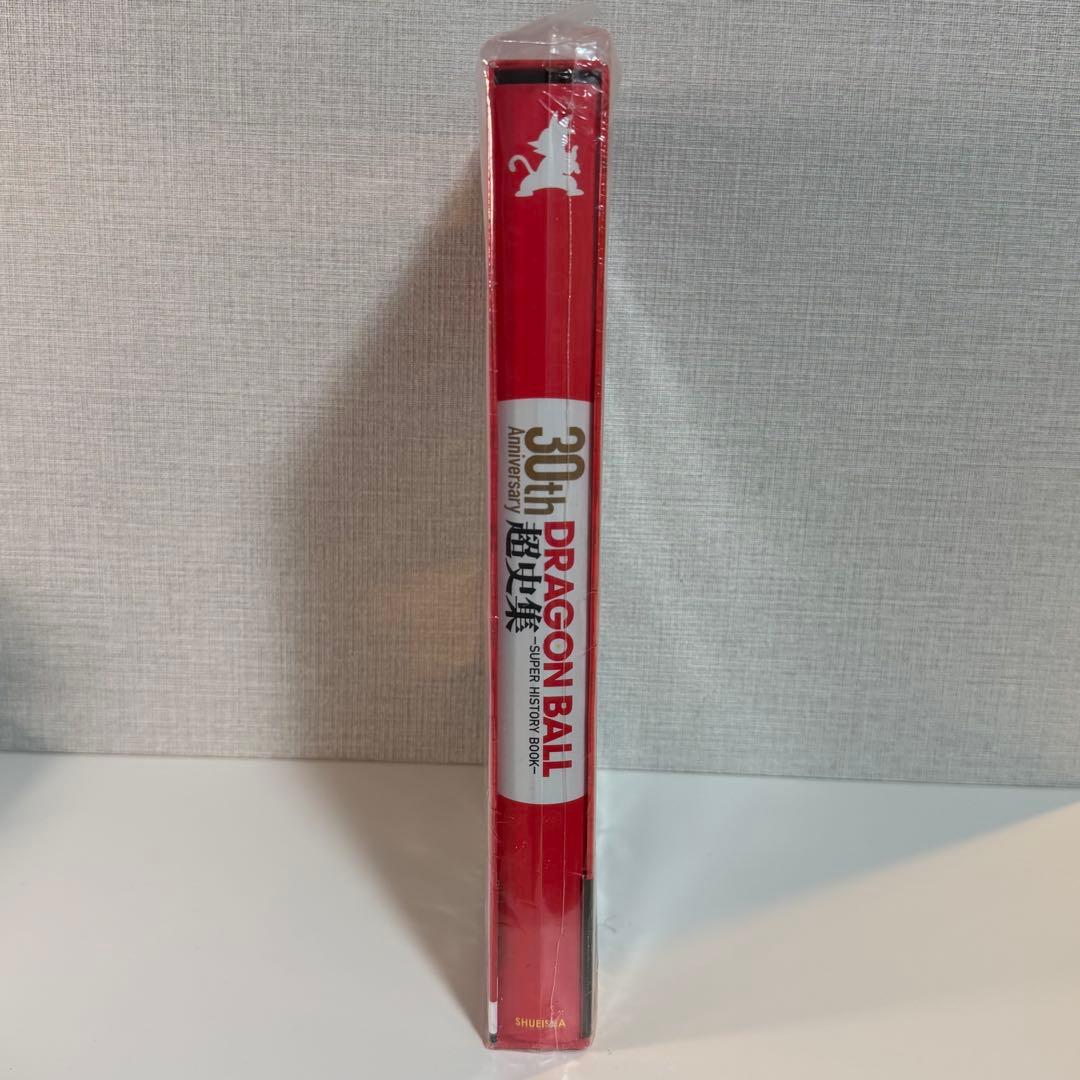 30th
Anniversary
DRAGON BALL
超史集
-SUPER HISTORY BOOK-
SHUEISHA